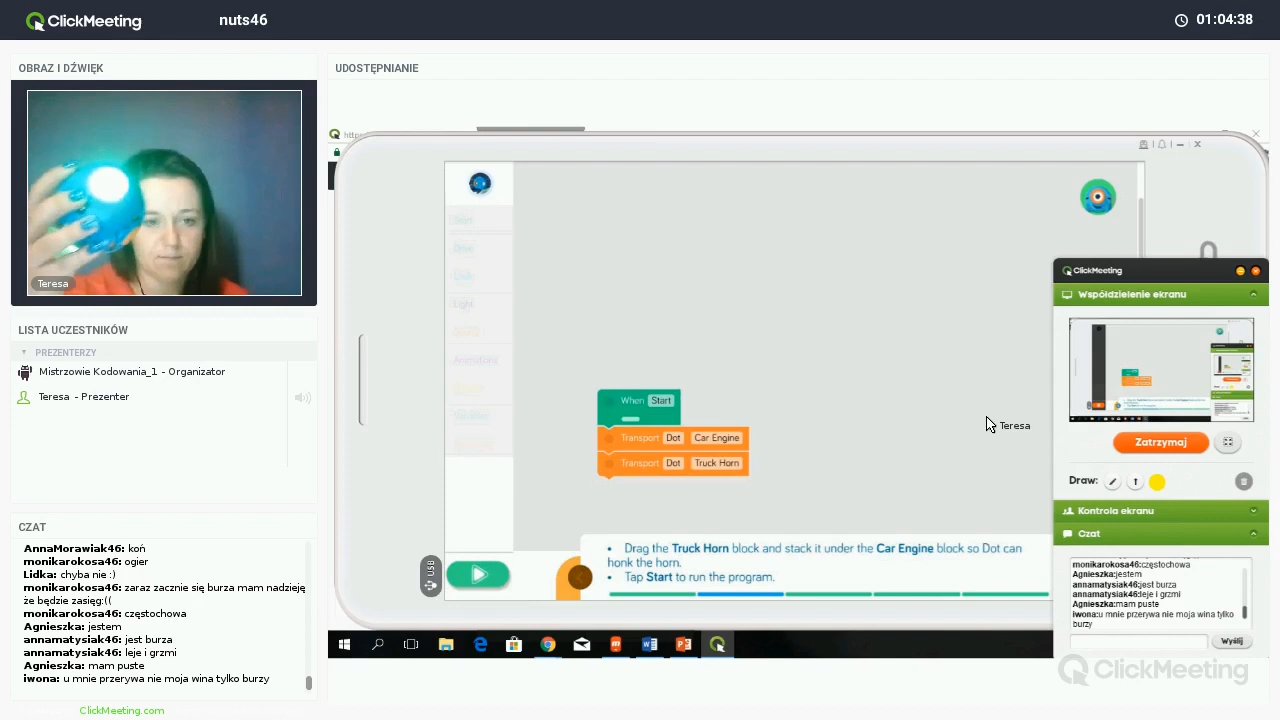 ClickMeeting
nuts46
01:04:38
OBRAZ I DŹWIĘK
Teresa
LISTA UCZESTNIKÓW
PREZENTERZY
Mistrzowie Kodowania_1 - Organizator
Teresa - Prezenter
CZAT
AnnaMorawiak46: koń
monikarokosa46: ogier
Lidka: chyba nie :)
monikarokosa46: zaraz zacznie się burza mam nadzieję
że będzie zasięg:((
monikarokosa46: częstochowa
Agnieszka: jestem
annamatysiak46: jest burza
annamatysiak46: leje i grzmi
Agnieszka: mam puste
iwona: u mnie przerywa nie moja wina tylko burzy
ClickMeeting.com
UDOSTĘPNIANIE
https
Light
Animations
When Start
Transport Dot Car Engine
Transport Dot Truck Horn
Teresa
• Drag the Truck Horn block and stack it under the Car Engine block so Dot can
honk the horn.
• Tap Start to run the program.
USB
ClickMeeting
Współdzielenie ekranu
Zatrzymaj
Draw:
Kontrola ekranu
Czat
monikarokosa46:częstochowa
Agnieszka:jestem
annamatysiak46:jest burza
annamatysiak46:leje i grzmi
Agnieszka:mam puste
iwona:u mnie przerywa nie moja wina tylko
burzy
Wyślij
ClickMeeting